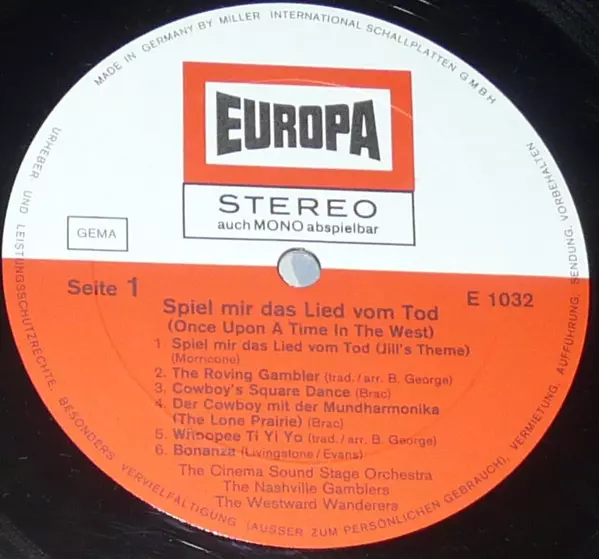 MADE IN GERMANY BY MILLER INTERNATIONAL SCHALLPLATTEN G.M.B.H
EUROPA
STEREO
auch MONO abspielbar
GEMA
Seite 1
E 1032
Spiel mir das Lied vom Tod
(Once Upon A Time In The West)
1 Spiel mir das Lied vom Tod (Jill's Theme)
(Morricone)
2. The Roving Gambler (trad./arr. B. George)
3. Cowboy's Square Dance (Brac)
4. Der Cowboy mit der Mundharmonika
(The Lone Prairie) (Brac)
5. Whoopee Ti Yi Yo (trad./arr. B. George)
6. Bonanza (Livingstone/Evans)
The Cinema Sound Stage Orchestra
The Nashville Gamblers
The Westward Wanderers
URHEBER UND LEISTUNGSSCHUTZRECHTE, BESONDERS VERVIELFÄLTIGUNG (AUSSER ZUM PERSÖNLICHEN GEBRAUCH), VERMIETUNG, AUFFÜHRUNG, SENDUNG, VORBEHALTEN